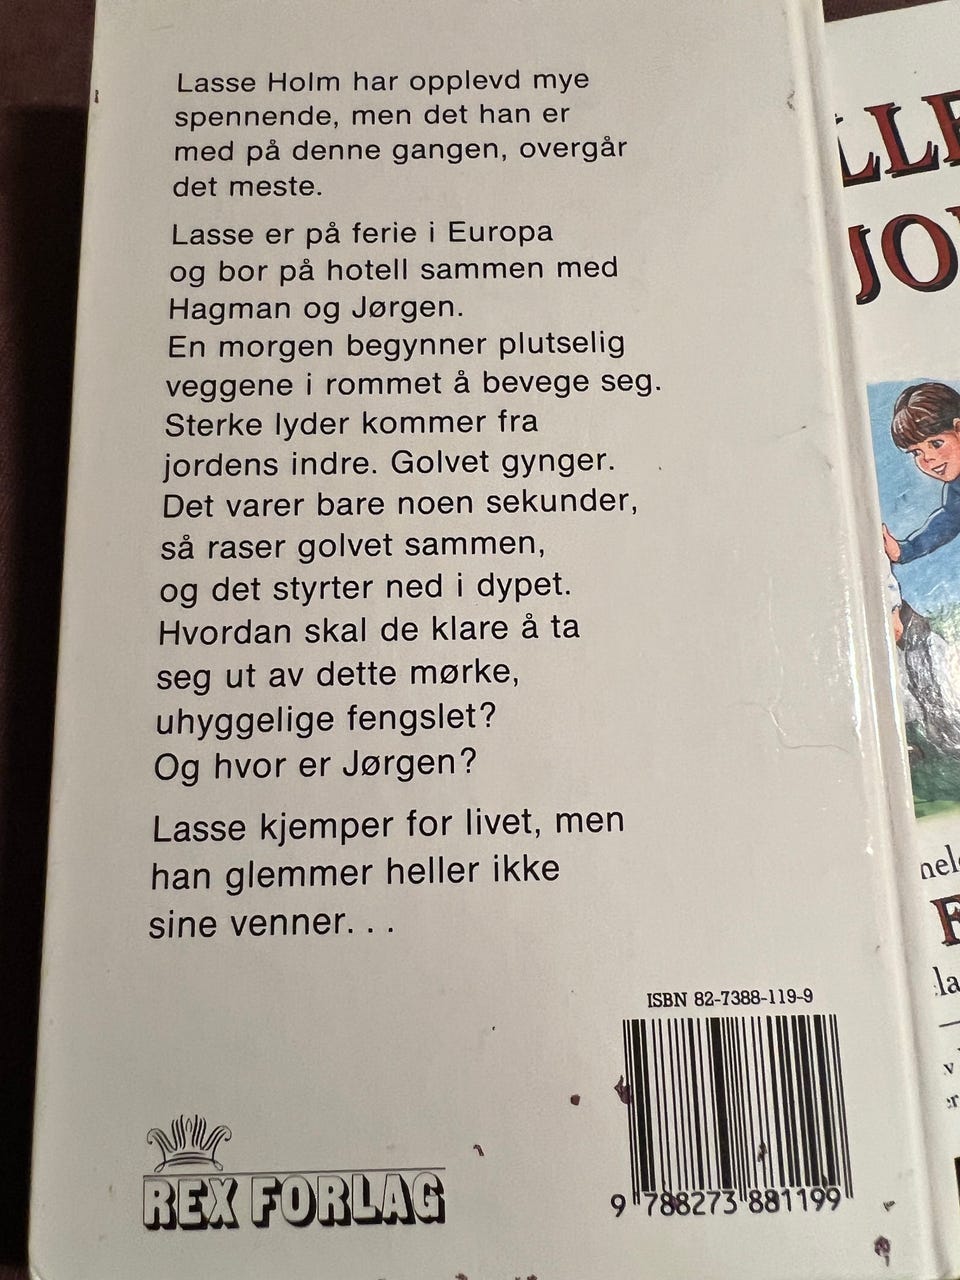 Lasse Holm har opplevd mye
spennende, men det han er
med på denne gangen, overgår
det meste.
Lasse er på ferie i Europa
og bor på hotell sammen med
Hagman og Jørgen.
En morgen begynner plutselig
veggene i rommet å bevege seg.
Sterke lyder kommer fra
jordens indre. Golvet gynger.
Det varer bare noen sekunder,
så raser golvet sammen,
og det styrter ned i dypet.
Hvordan skal de klare å ta
seg ut av dette mørke,
uhyggelige fengslet?
Og hvor er Jørgen?
Lasse kjemper for livet, men
han glemmer heller ikke
sine venner. . .
ISBN 82-7388-119-9
9 788273 881199
REX FORLAG